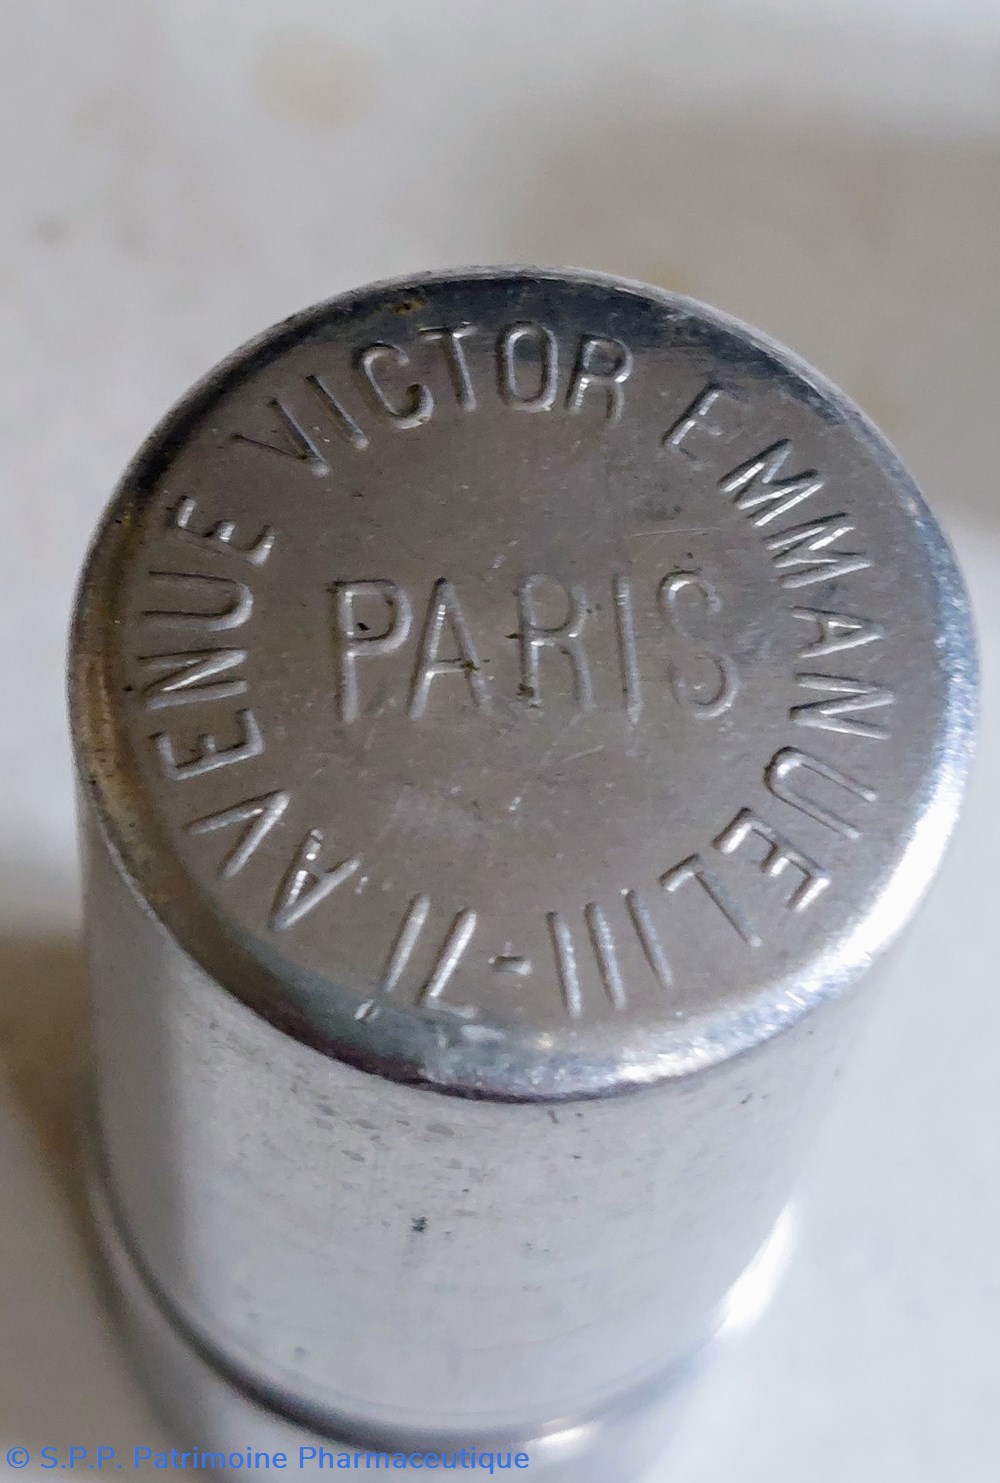 71, AVENUE VICTOR EMMANUEL III -
PARIS
© S.P.P. Patrimoine Pharmaceutique